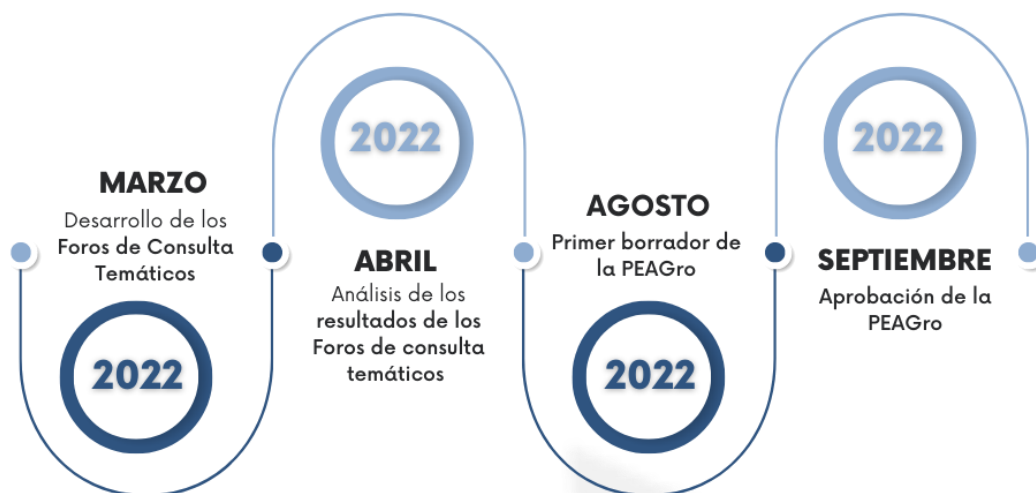 MARZO
Desarrollo de los
Foros de Consulta
Temáticos
2022
2022
ABRIL
Análisis de los
resultados de los
Foros de consulta
temáticos
AGOSTO
Primer borrador de
la PEAGro
2022
2022
SEPTIEMBRE
Aprobación de la
PEAGro